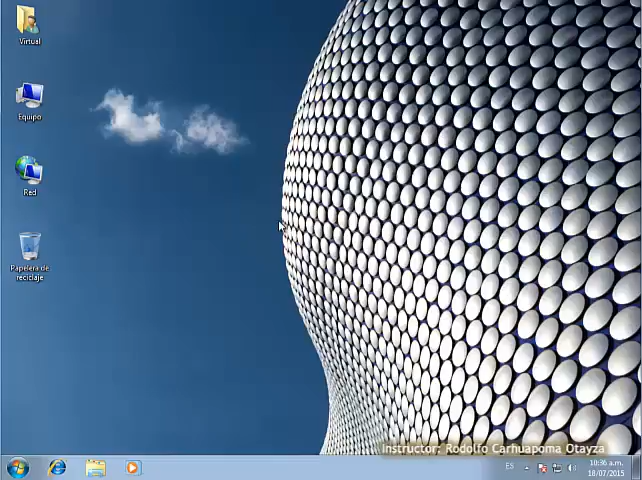 Virtual
Equipo
Red
Papelera de
reciclaje
Instructor: Rodolfo Carhuapoma Otayza
ES
10:36 a.m.
18/07/2015